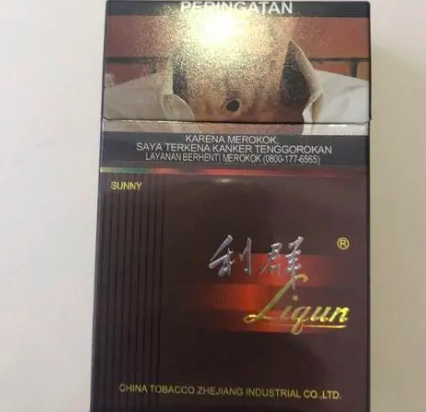 PERINGATAN
KARENA MEROKOK,
SAYA TERKENA KANKER TENGGOROKAN
LAYANAN BERHENTI MEROKOK (0800-177-6565)
SUNNY
利群 ®
Liqun
CHINA TOBACCO ZHEJIANG INDUSTRIAL CO.,LTD.